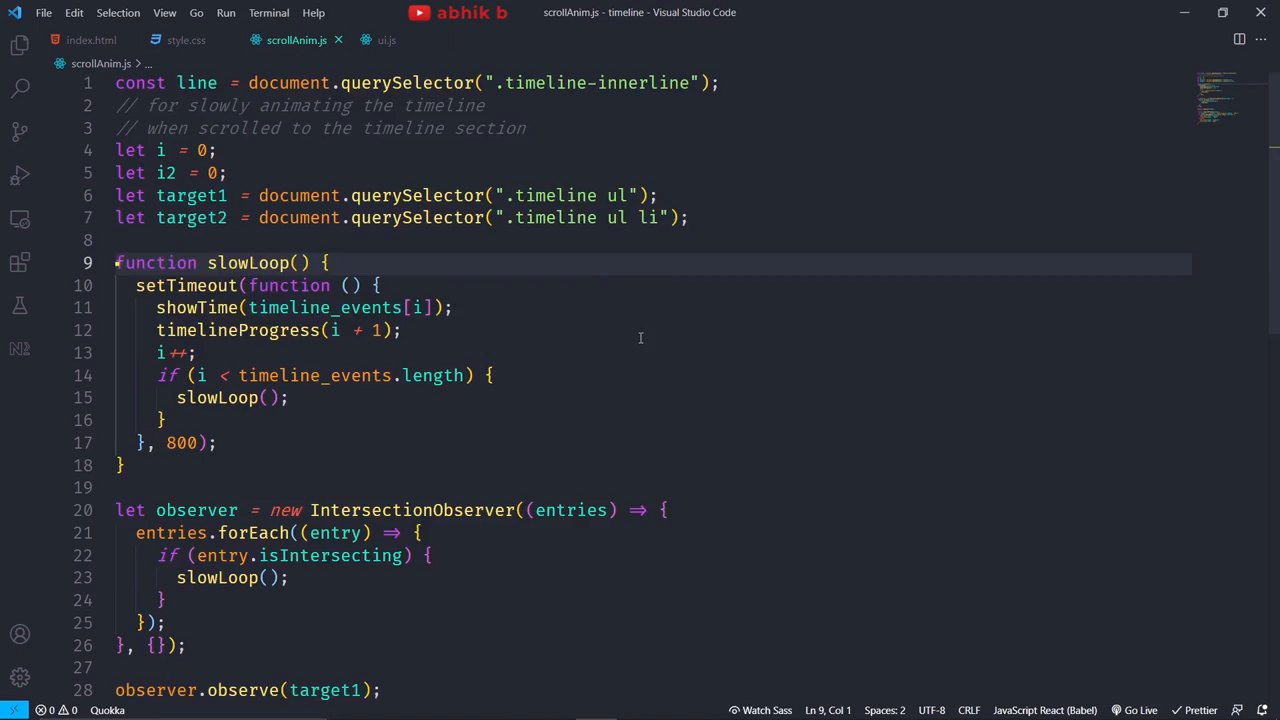 File Edit Selection View Go Run Terminal Help
abhik b
scrollAnim.js - timeline - Visual Studio Code
index.html style.css scrollAnim.js ui.js
scrollAnim.js > ...
1 const line = document.querySelector(".timeline-innerline");
2 // for slowly animating the timeline
3 // when scrolled to the timeline section
4 let i = 0;
5 let i2 = 0;
6 let target1 = document.querySelector(".timeline ul");
7 let target2 = document.querySelector(".timeline ul li");
8
9 function slowLoop() {
10 setTimeout(function () {
11 showTime(timeline_events[i]);
12 timelineProgress(i + 1);
13 i++;
14 if (i < timeline_events.length) {
15 slowLoop();
16 }
17 }, 800);
18 }
19
20 let observer = new IntersectionObserver((entries) => {
21 entries.forEach((entry) => {
22 if (entry.isIntersecting) {
23 slowLoop();
24 }
25 });
26 }, {});
27
28 observer.observe(target1);
0 0 Quokka Watch Sass Ln 9, Col 1 Spaces: 2 UTF-8 CRLF JavaScript React (Babel) Go Live Prettier